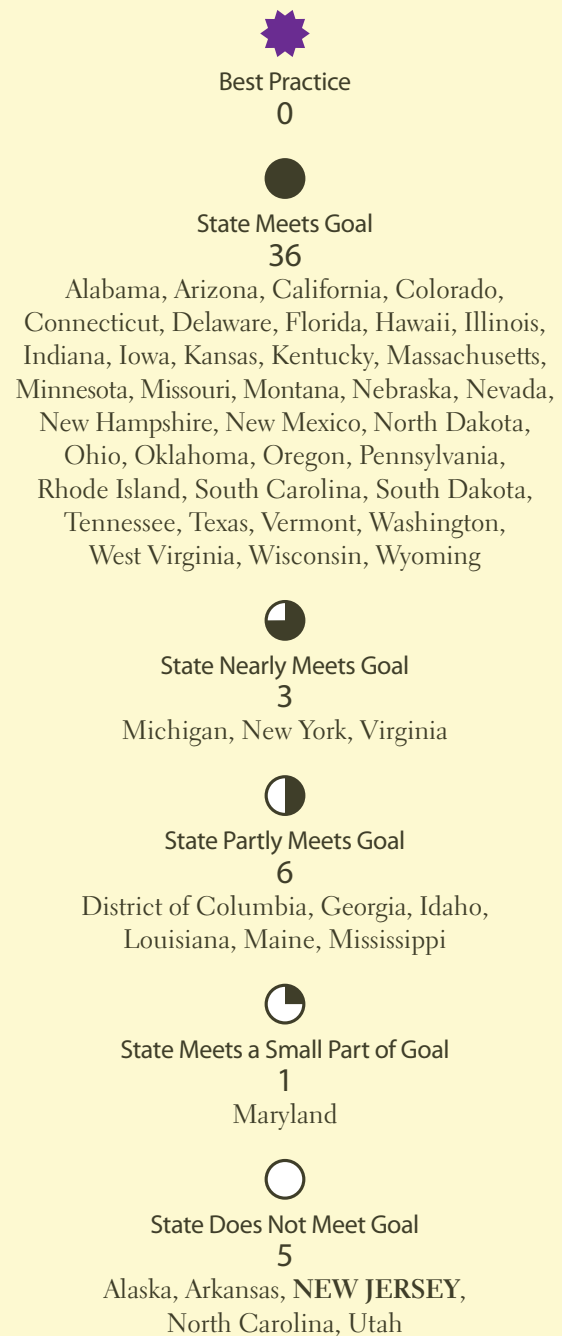 Best Practice
0
State Meets Goal
36
Alabama, Arizona, California, Colorado,
Connecticut, Delaware, Florida, Hawaii, Illinois,
Indiana, Iowa, Kansas, Kentucky, Massachusetts,
Minnesota, Missouri, Montana, Nebraska, Nevada,
New Hampshire, New Mexico, North Dakota,
Ohio, Oklahoma, Oregon, Pennsylvania,
Rhode Island, South Carolina, South Dakota,
Tennessee, Texas, Vermont, Washington,
West Virginia, Wisconsin, Wyoming
State Nearly Meets Goal
3
Michigan, New York, Virginia
State Partly Meets Goal
6
District of Columbia, Georgia, Idaho,
Louisiana, Maine, Mississippi
State Meets a Small Part of Goal
1
Maryland
State Does Not Meet Goal
5
Alaska, Arkansas, NEW JERSEY,
North Carolina, Utah